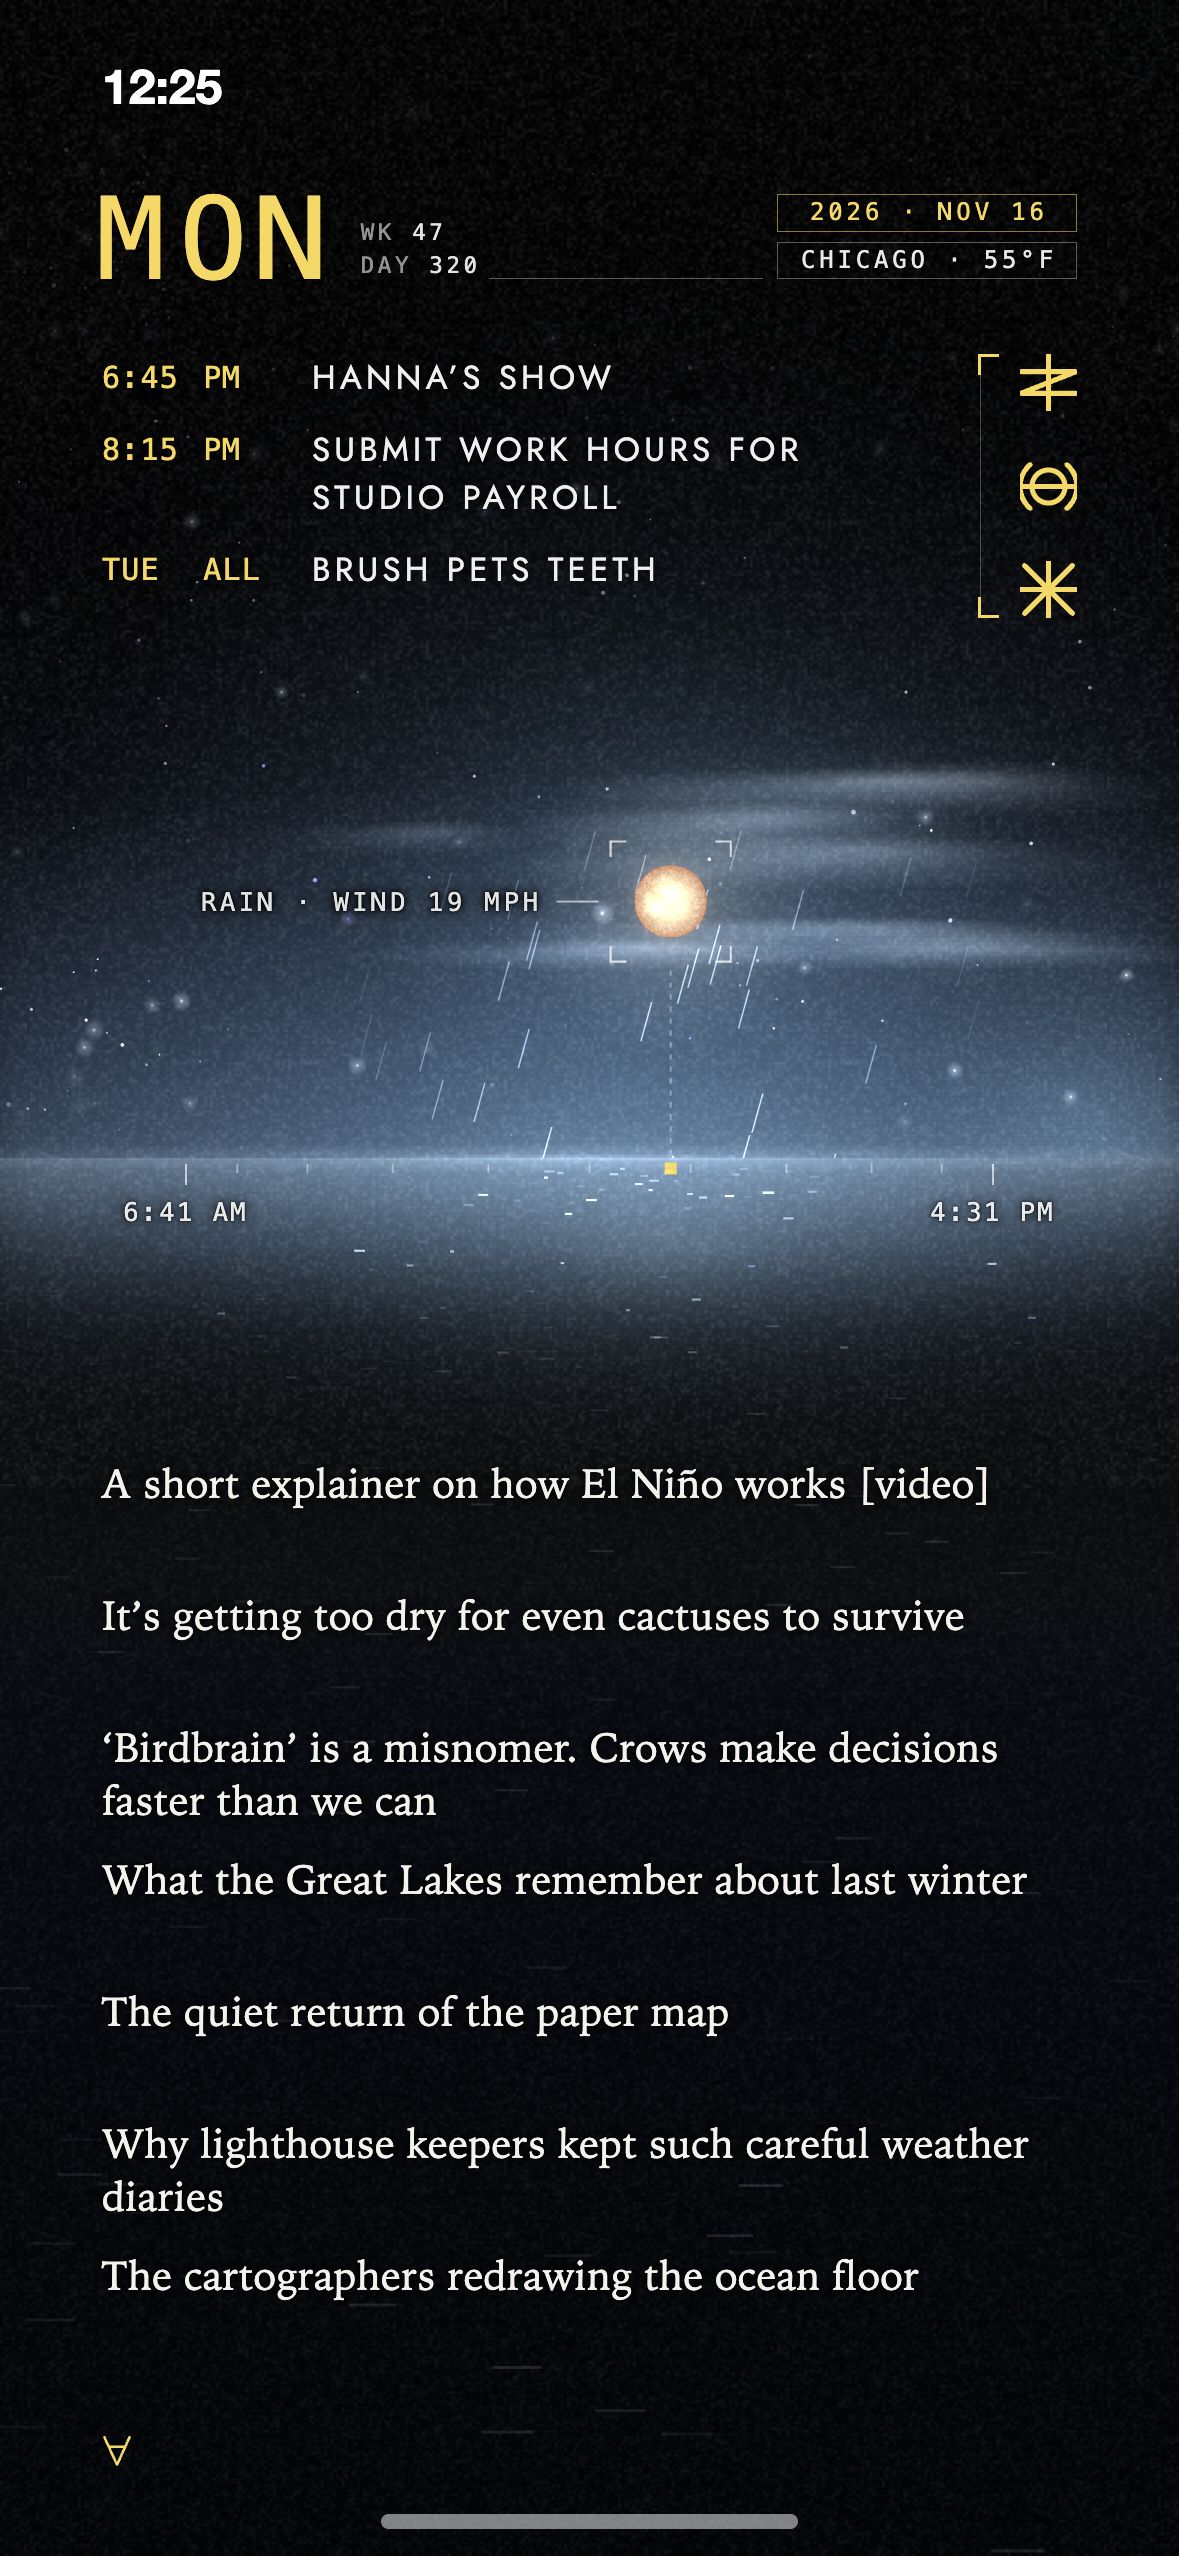 12:25
MON
WK 47
DAY 320
2026 · NOV 16
CHICAGO · 55°F
6:45 PM HANNA’S SHOW
8:15 PM SUBMIT WORK HOURS FOR
STUDIO PAYROLL
TUE ALL BRUSH PETS TEETH
RAIN · WIND 19 MPH
6:41 AM
4:31 PM
A short explainer on how El Niño works [video]
It’s getting too dry for even cactuses to survive
‘Birdbrain’ is a misnomer. Crows make decisions
faster than we can
What the Great Lakes remember about last winter
The quiet return of the paper map
Why lighthouse keepers kept such careful weather
diaries
The cartographers redrawing the ocean floor